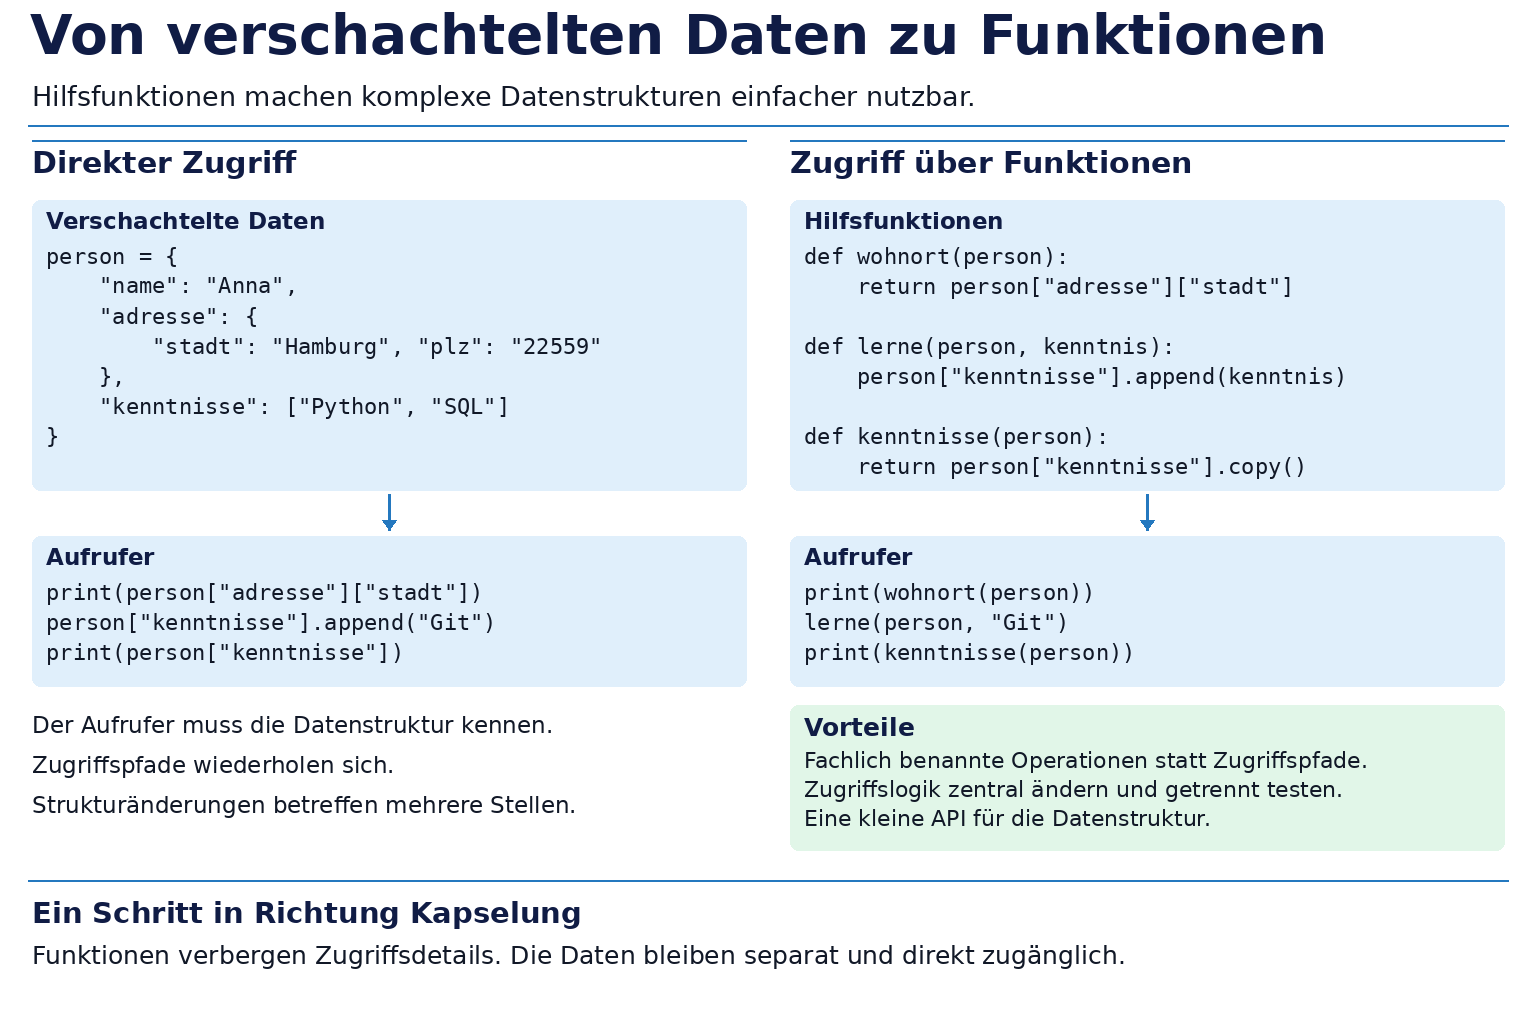 Von verschachtelten Daten zu Funktionen
Hilfsfunktionen machen komplexe Datenstrukturen einfacher nutzbar.
Direkter Zugriff
Verschachtelte Daten
person = {
    "name": "Anna",
    "adresse": {
        "stadt": "Hamburg", "plz": "22559"
    },
    "kenntnisse": ["Python", "SQL"]
}
Aufrufer
print(person["adresse"]["stadt"])
person["kenntnisse"].append("Git")
print(person["kenntnisse"])
Der Aufrufer muss die Datenstruktur kennen.
Zugriffspfade wiederholen sich.
Strukturänderungen betreffen mehrere Stellen.
Zugriff über Funktionen
Hilfsfunktionen
def wohnort(person):
    return person["adresse"]["stadt"]
def lerne(person, kenntnis):
    person["kenntnisse"].append(kenntnis)
def kenntnisse(person):
    return person["kenntnisse"].copy()
Aufrufer
print(wohnort(person))
lerne(person, "Git")
print(kenntnisse(person))
Vorteile
Fachlich benannte Operationen statt Zugriffspfade.
Zugriffslogik zentral ändern und getrennt testen.
Eine kleine API für die Datenstruktur.
Ein Schritt in Richtung Kapselung
Funktionen verbergen Zugriffsdetails. Die Daten bleiben separat und direkt zugänglich.